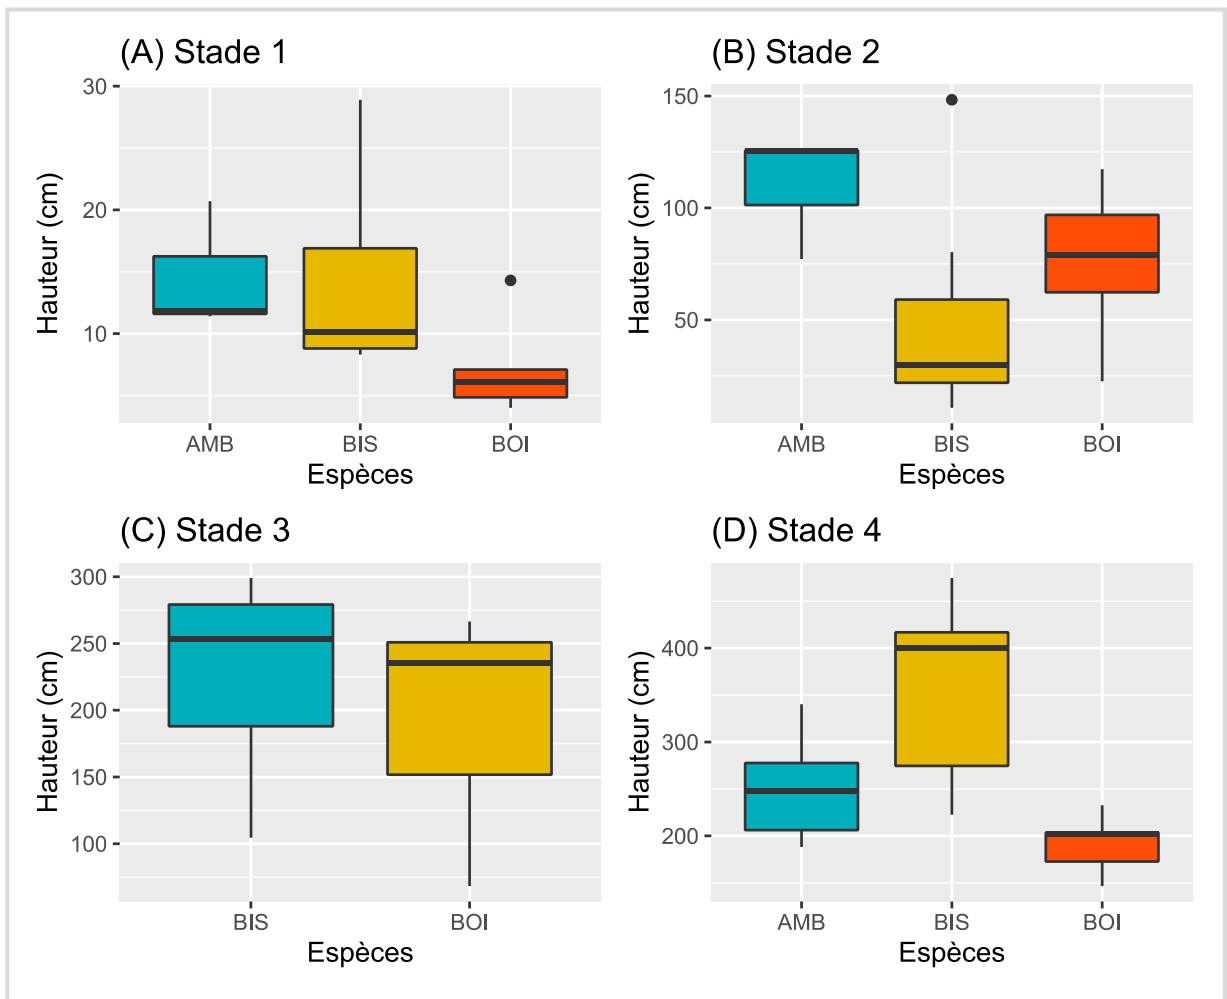 (A) Stade 1
Hauteur (cm)
30
20
10
AMB BIS BOI
Espèces
(B) Stade 2
Hauteur (cm)
150
100
50
AMB BIS BOI
Espèces
(C) Stade 3
Hauteur (cm)
300
250
200
150
100
BIS BOI
Espèces
(D) Stade 4
Hauteur (cm)
400
300
200
AMB BIS BOI
Espèces